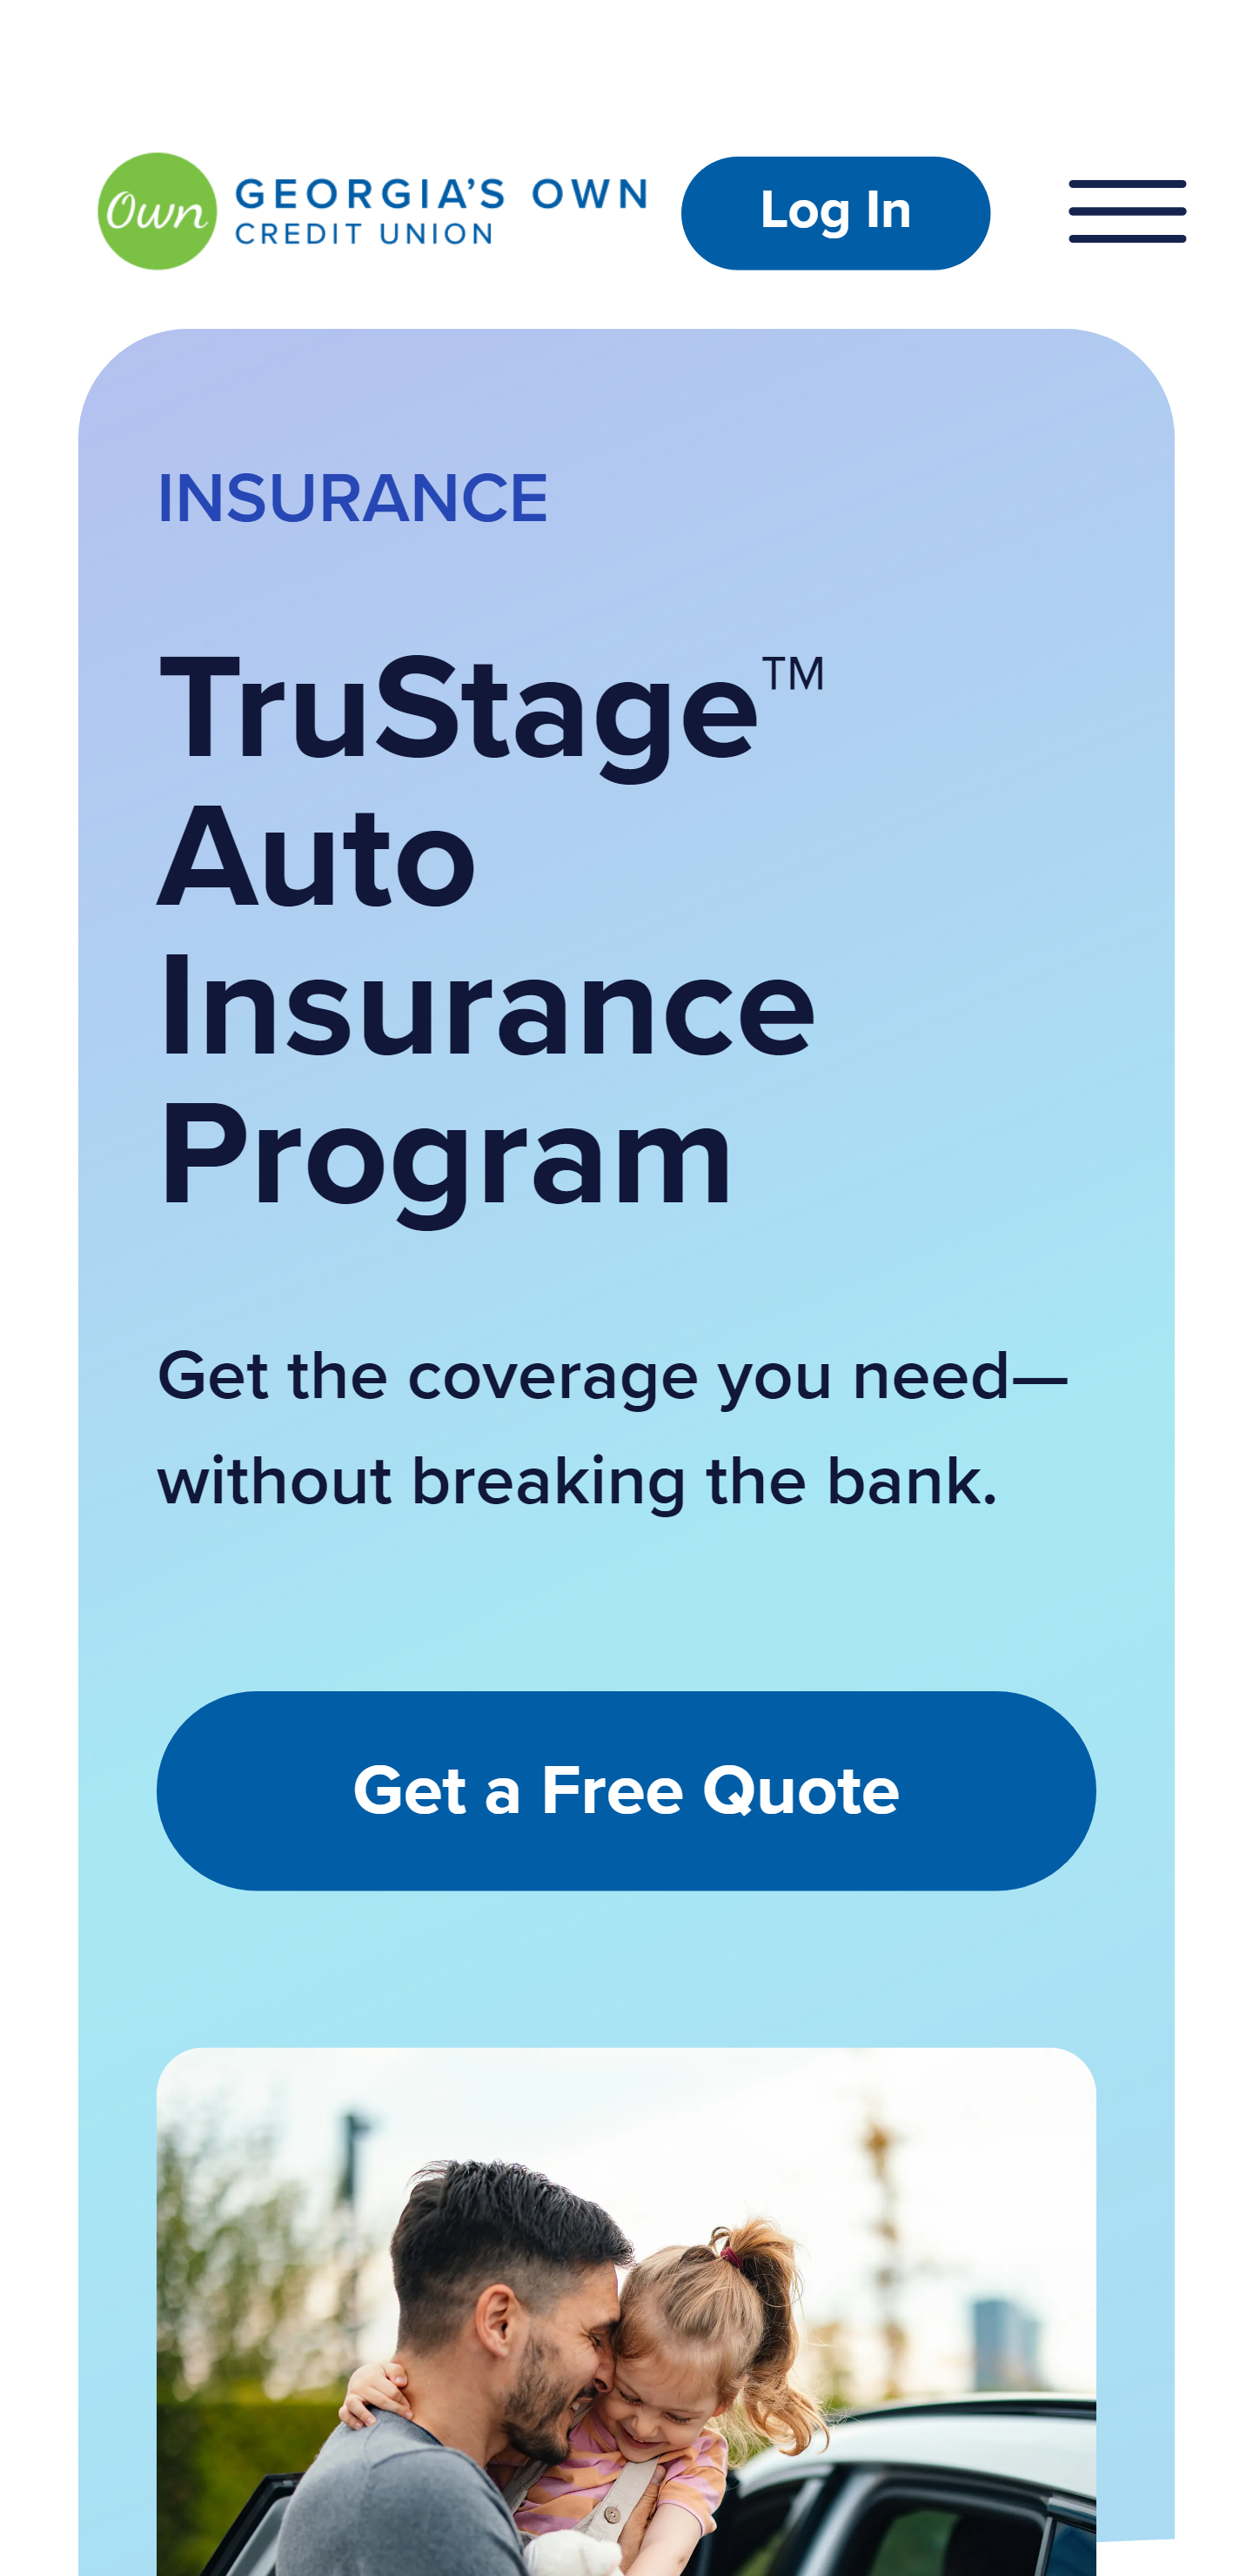 Own
GEORGIA’S OWN
CREDIT UNION
Log In
INSURANCE
TruStage™
Auto
Insurance
Program
Get the coverage you need—
without breaking the bank.
Get a Free Quote